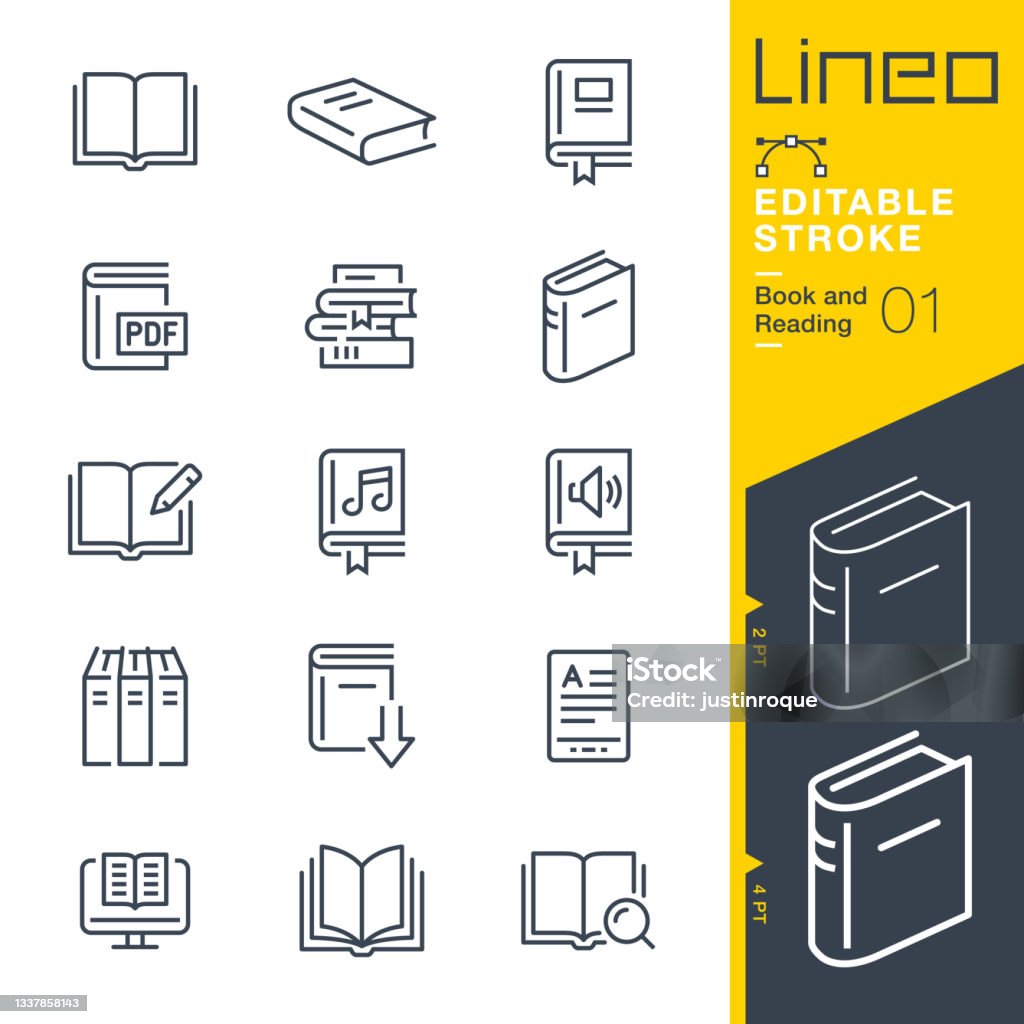 Lineo
EDITABLE
STROKE
Book and
Reading
01
PDF
A
2 PT
iStock
Credit: justinroque
4 PT
1337858143